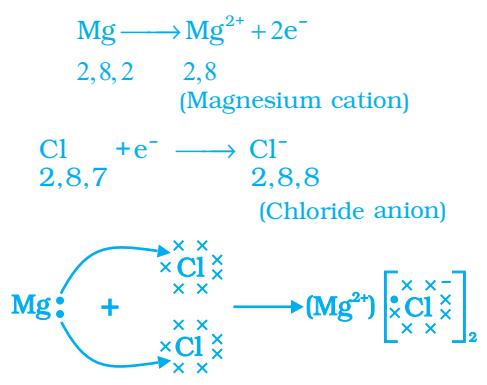 Mg ⟶ Mg²⁺ + 2e⁻
2,8,2 2,8
(Magnesium cation)
Cl +e⁻ ⟶ Cl⁻
2,8,7 2,8,8
(Chloride anion)
Cl
Mg + ⟶ (Mg²⁺) [Cl⁻]₂
Cl